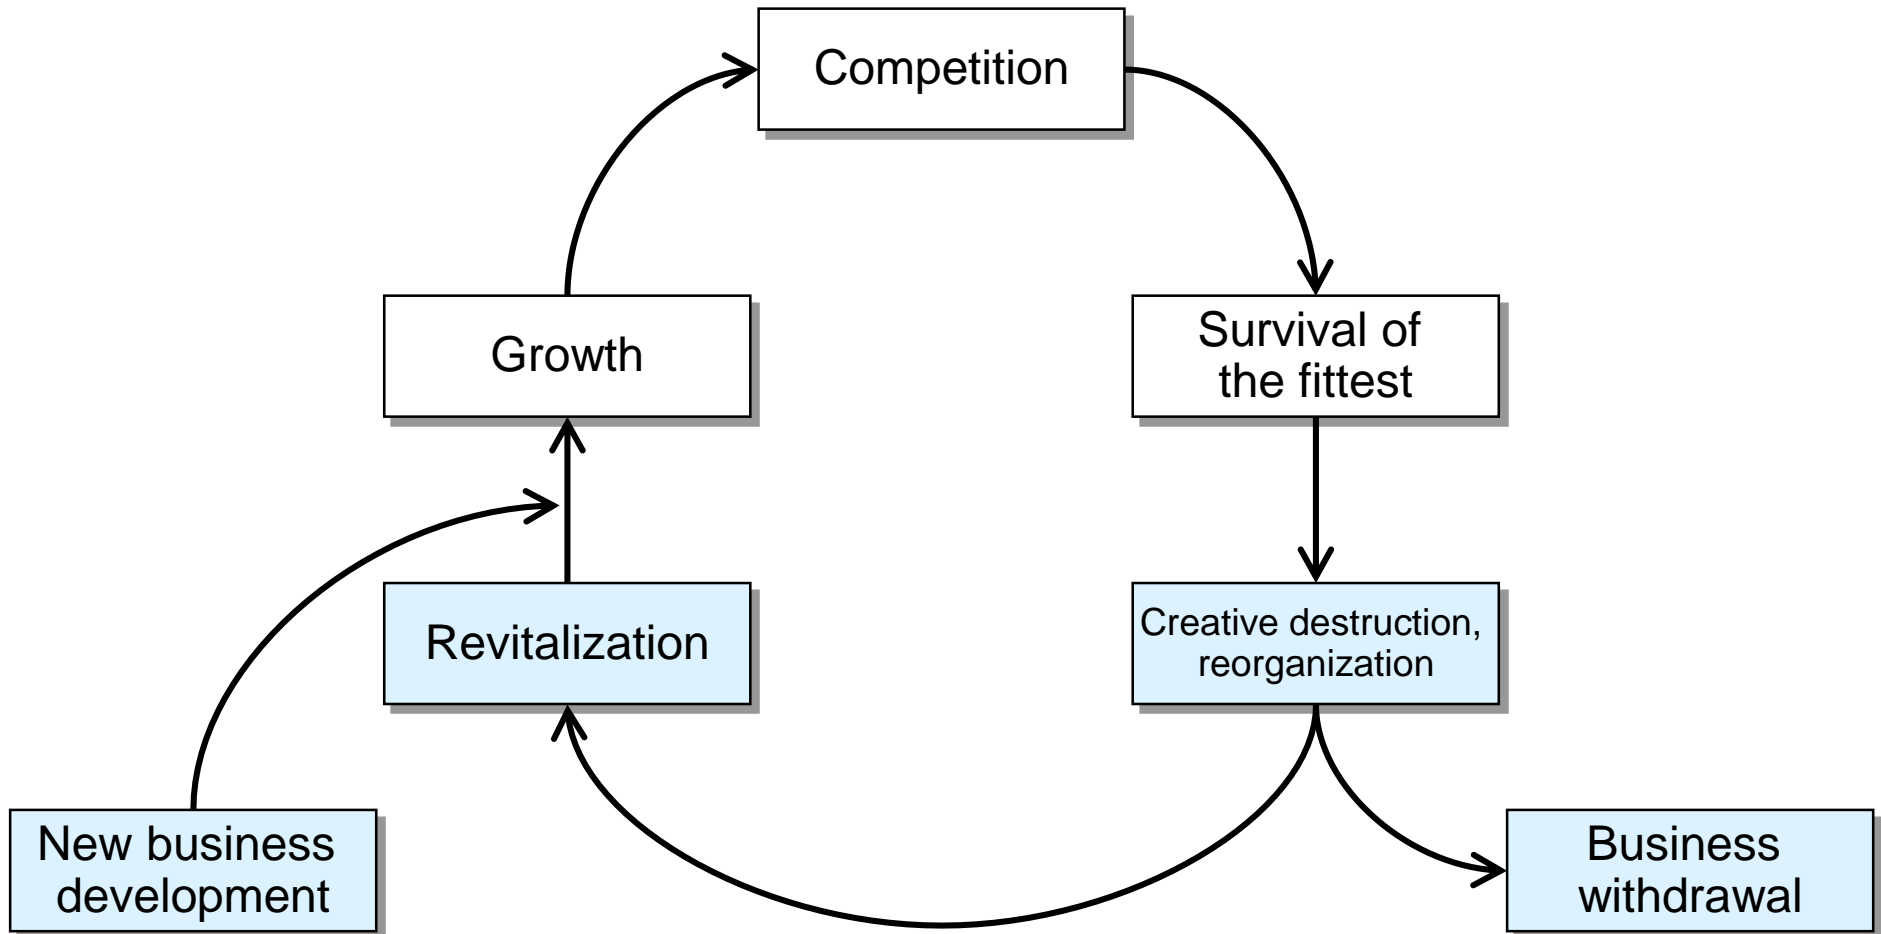 Competition
Growth
Survival of
the fittest
Revitalization
Creative destruction,
reorganization
New business
development
Business
withdrawal